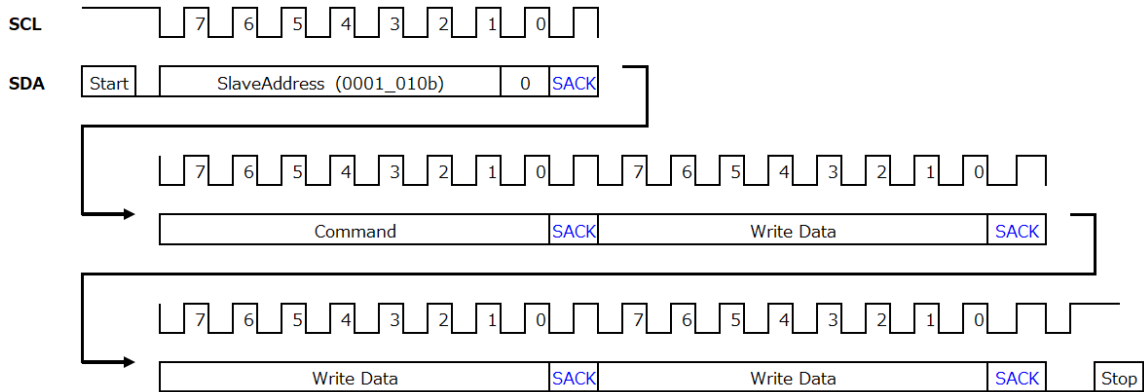 SCL 7 6 5 4 3 2 1 0
SDA Start SlaveAddress (0001_010b) 0 SACK
7 6 5 4 3 2 1 0 7 6 5 4 3 2 1 0
Command SACK Write Data SACK
7 6 5 4 3 2 1 0 7 6 5 4 3 2 1 0
Write Data SACK Write Data SACK Stop